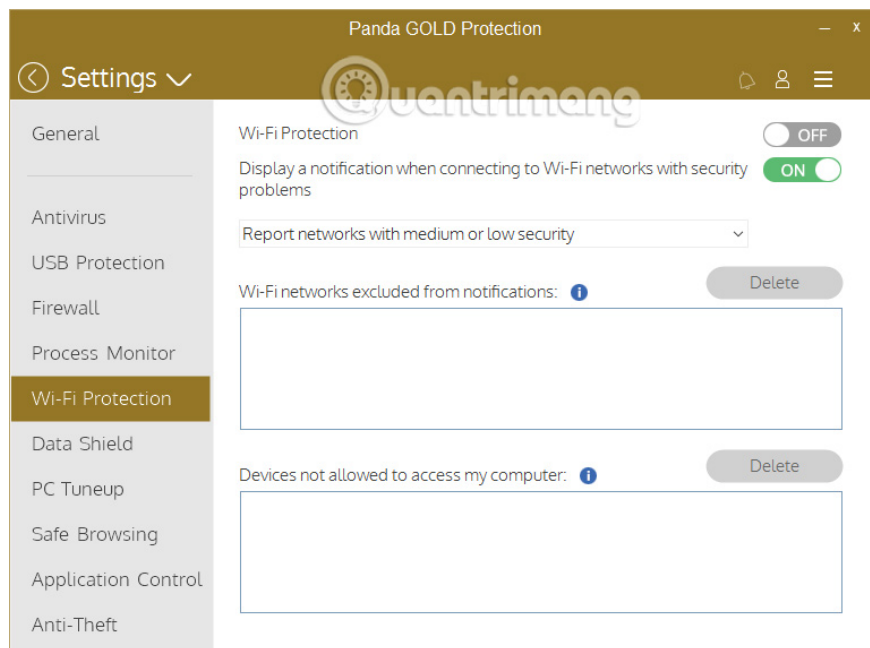 Panda GOLD Protection
Settings
Quantrimang
General
Antivirus
USB Protection
Firewall
Process Monitor
Wi-Fi Protection
Data Shield
PC Tuneup
Safe Browsing
Application Control
Anti-Theft
Wi-Fi Protection
OFF
Display a notification when connecting to Wi-Fi networks with security
problems
ON
Report networks with medium or low security
Wi-Fi networks excluded from notifications:
Delete
Devices not allowed to access my computer:
Delete